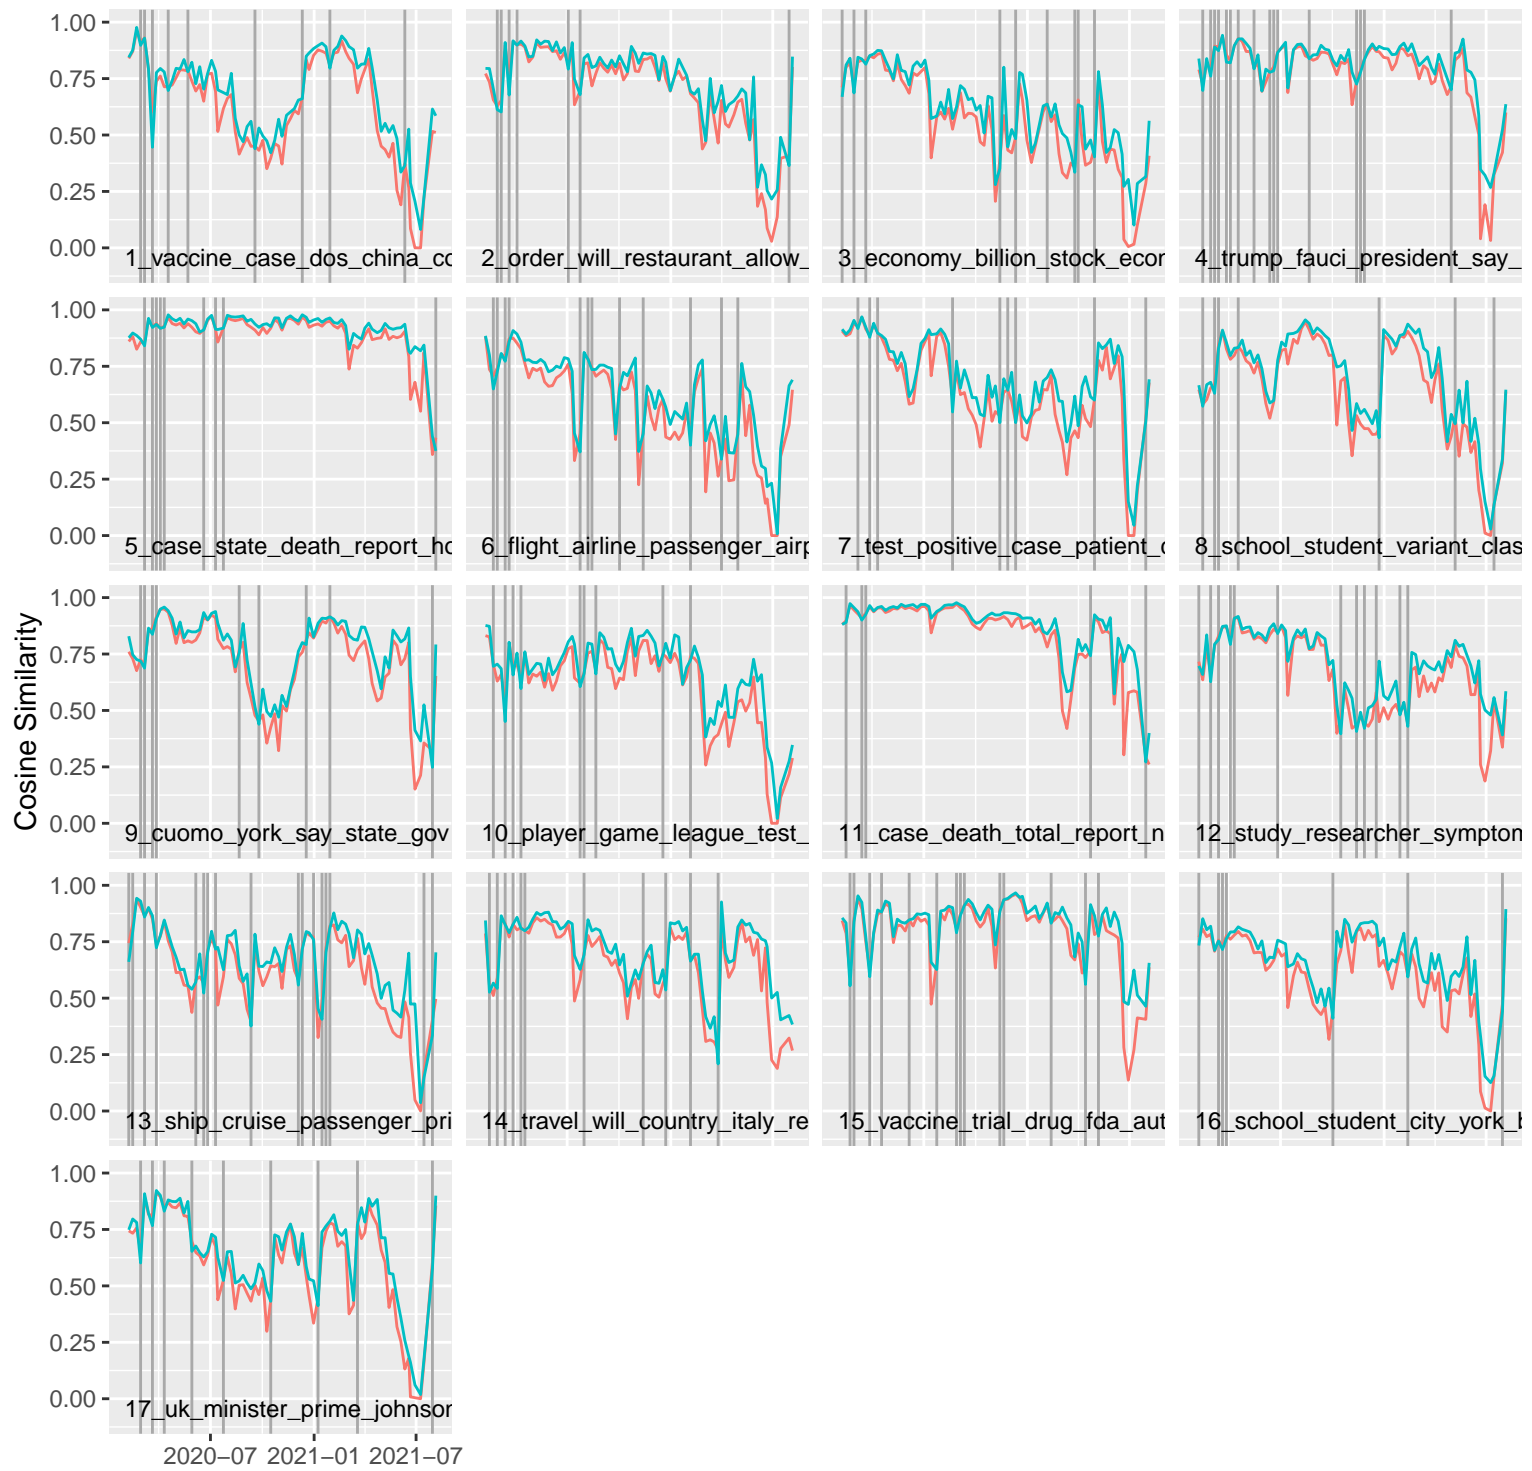 1.00
0.75
0.50
0.25
0.00
1_vaccine_case_dos_china_co
2_order_will_restaurant_allow_
3_economy_billion_stock_econ
4_trump_fauci_president_say_
1.00
0.75
0.50
0.25
0.00
5_case_state_death_report_ho
6_flight_airline_passenger_airp
7_test_positive_case_patient_
8_school_student_variant_clas
Cosine Similarity
1.00
0.75
0.50
0.25
0.00
9_cuomo_york_say_state_gov
10_player_game_league_test_
11_case_death_total_report_n
12_study_researcher_symptom
1.00
0.75
0.50
0.25
0.00
13_ship_cruise_passenger_pri
14_travel_will_country_italy_re
15_vaccine_trial_drug_fda_aut
16_school_student_city_york_b
1.00
0.75
0.50
0.25
0.00
17_uk_minister_prime_johnson
2020−07 2021−01 2021−07